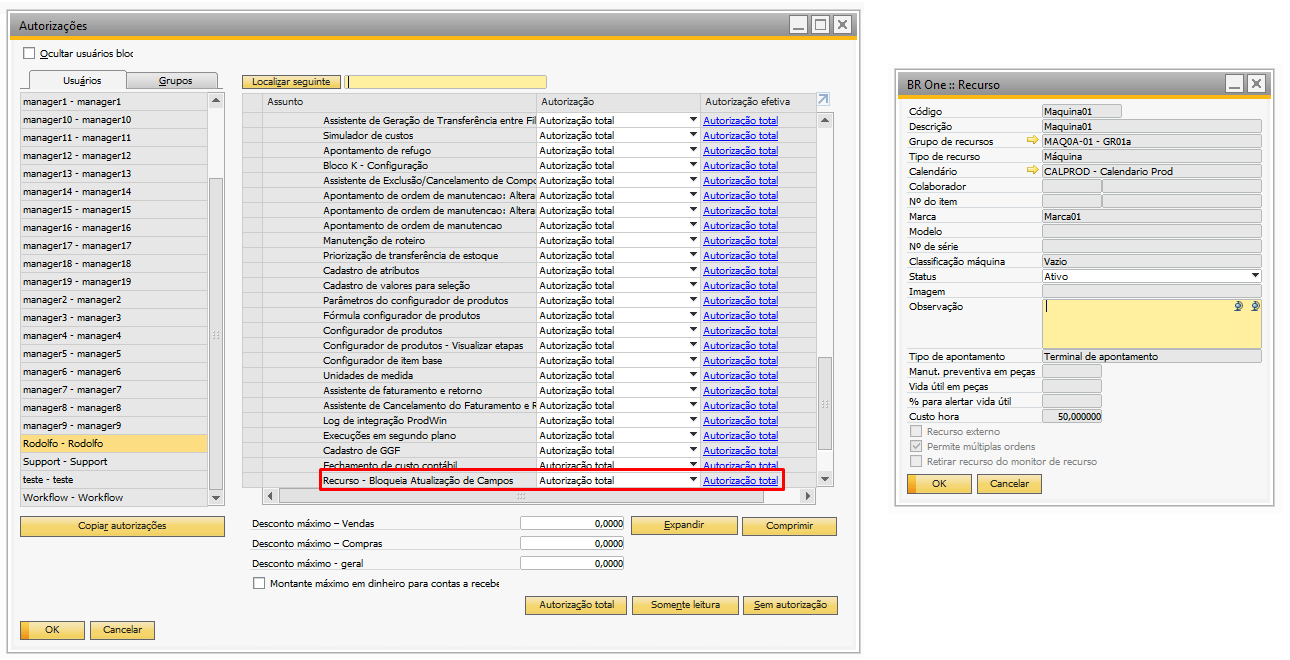 Autorizações
Ocultar usuários bloc
Usuários
Grupos
manager1 - manager1
manager10 - manager10
manager11 - manager11
manager12 - manager12
manager13 - manager13
manager14 - manager14
manager15 - manager15
manager16 - manager16
manager17 - manager17
manager18 - manager18
manager19 - manager19
manager2 - manager2
manager3 - manager3
manager4 - manager4
manager5 - manager5
manager6 - manager6
manager7 - manager7
manager8 - manager8
manager9 - manager9
Rodolfo - Rodolfo
Support - Support
teste - teste
Workflow - Workflow
Copiar autorizações
Localizar seguinte
Assunto Autorização Autorização efetiva
Assistente de Geração de Transferência entre Fil Autorização total Autorização total
Simulador de custos Autorização total Autorização total
Apontamento de refugo Autorização total Autorização total
Bloco K - Configuração Autorização total Autorização total
Assistente de Exclusão/Cancelamento de Compo Autorização total Autorização total
Apontamento de ordem de manutencao: Altera Autorização total Autorização total
Apontamento de ordem de manutencao: Altera Autorização total Autorização total
Apontamento de ordem de manutencao Autorização total Autorização total
Manutenção de roteiro Autorização total Autorização total
Priorização de transferência de estoque Autorização total Autorização total
Cadastro de atributos Autorização total Autorização total
Cadastro de valores para seleção Autorização total Autorização total
Parâmetros do configurador de produtos Autorização total Autorização total
Fórmula configurador de produtos Autorização total Autorização total
Configurador de produtos Autorização total Autorização total
Configurador de produtos - Visualizar etapas Autorização total Autorização total
Configurador de item base Autorização total Autorização total
Unidades de medida Autorização total Autorização total
Assistente de faturamento e retorno Autorização total Autorização total
Assistente de Cancelamento do Faturamento e R Autorização total Autorização total
Log de integração ProdWin Autorização total Autorização total
Execuções em segundo plano Autorização total Autorização total
Cadastro de GGF Autorização total Autorização total
Fechamento de custo contábil Autorização total Autorização total
Recurso - Bloqueia Atualização de Campos Autorização total Autorização total
Desconto máximo – Vendas 0,0000
Desconto máximo – Compras 0,0000
Desconto máximo - geral 0,0000
Montante máximo em dinheiro para contas a recebe
Expandir
Comprimir
Autorização total
Somente leitura
Sem autorização
OK
Cancelar
BR One :: Recurso
Código Maquina01
Descrição Maquina01
Grupo de recursos MAQ0A-01 - GR01a
Tipo de recurso Máquina
Calendário CALPROD - Calendario Prod
Colaborador
Nº do item
Marca Marca01
Modelo
Nº de série
Classificação máquina Vazio
Status Ativo
Imagem
Observação
Tipo de apontamento Terminal de apontamento
Manut. preventiva em peças
Vida útil em peças
% para alertar vida útil
Custo hora 50,000000
Recurso externo
Permite múltiplas ordens
Retirar recurso do monitor de recurso
OK
Cancelar